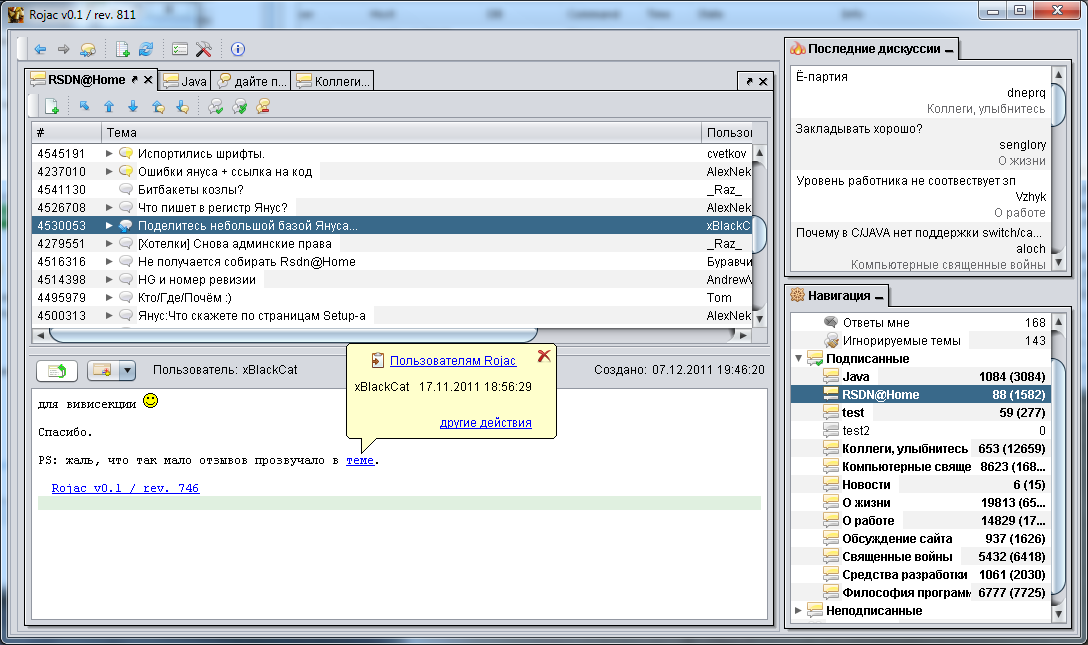 Rojac v0.1 / rev. 811
RSDN@Home
Java
дайте п...
Коллеги...
# Тема Пользо
4545191 Испортились шрифты. cvetkov
4237010 Ошибки януса + ссылка на код AlexNek
4541130 Битбакеты козлы? _Raz_
4526708 Что пишет в регистр Янус? AlexNek
4530053 Поделитесь небольшой базой Януса... xBlackC
4279551 [Хотелки] Снова админские права _Raz_
4516316 Не получается собирать Rsdn@Home Буравчи
4514398 HG и номер ревизии Andrew\
4495979 Кто/Где/Почём :) Tom
4500313 Янус:Что скажете по страницам Setup-а AlexNek
Пользователь: xBlackCat
Создано: 07.12.2011 19:46:20
Пользователям Rojac
xBlackCat 17.11.2011 18:56:29
другие действия
для вивисекции
Спасибо.
PS: жаль, что так мало отзывов прозвучало в теме.
Rojac v0.1 / rev. 746
Последние дискуссии
Ё-партия
dneprq
Коллеги, улыбнитесь
Закладывать хорошо?
senglory
О жизни
Уровень работника не соотвествует зп
Vzhyk
О работе
Почему в C/JAVA нет поддержки switch/ca...
aloch
Компьютерные священные войны
Навигация
Ответы мне 168
Игнорируемые темы 143
Подписанные
Java 1084 (3084)
RSDN@Home 88 (1582)
test 59 (277)
test2 0
Коллеги, улыбнитесь 653 (12659)
Компьютерные свяще 8623 (168...
Новости 6 (15)
О жизни 19813 (65...
О работе 14829 (17...
Обсуждение сайта 937 (1626)
Священные войны 5432 (6418)
Средства разработки 1061 (2030)
Философия программ 6777 (7725)
Неподписанные